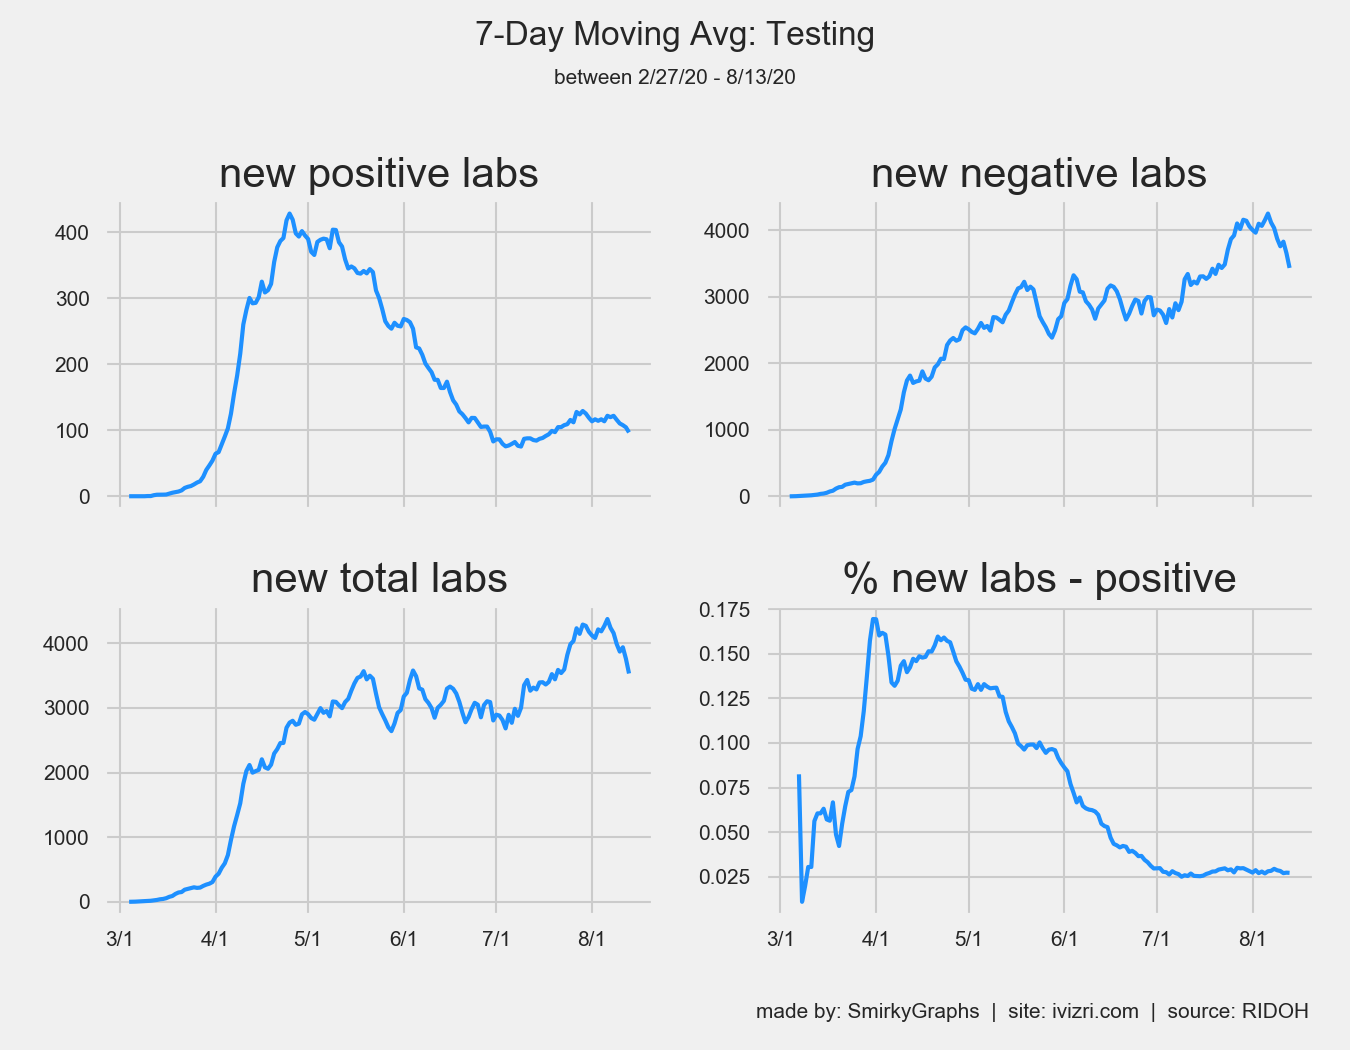 7-Day Moving Avg: Testing
between 2/27/20 - 8/13/20
new positive labs
400
300
200
100
0
new negative labs
4000
3000
2000
1000
0
new total labs
4000
3000
2000
1000
0
3/1 4/1 5/1 6/1 7/1 8/1
% new labs - positive
0.175
0.150
0.125
0.100
0.075
0.050
0.025
3/1 4/1 5/1 6/1 7/1 8/1
made by: SmirkyGraphs | site: ivizri.com | source: RIDOH